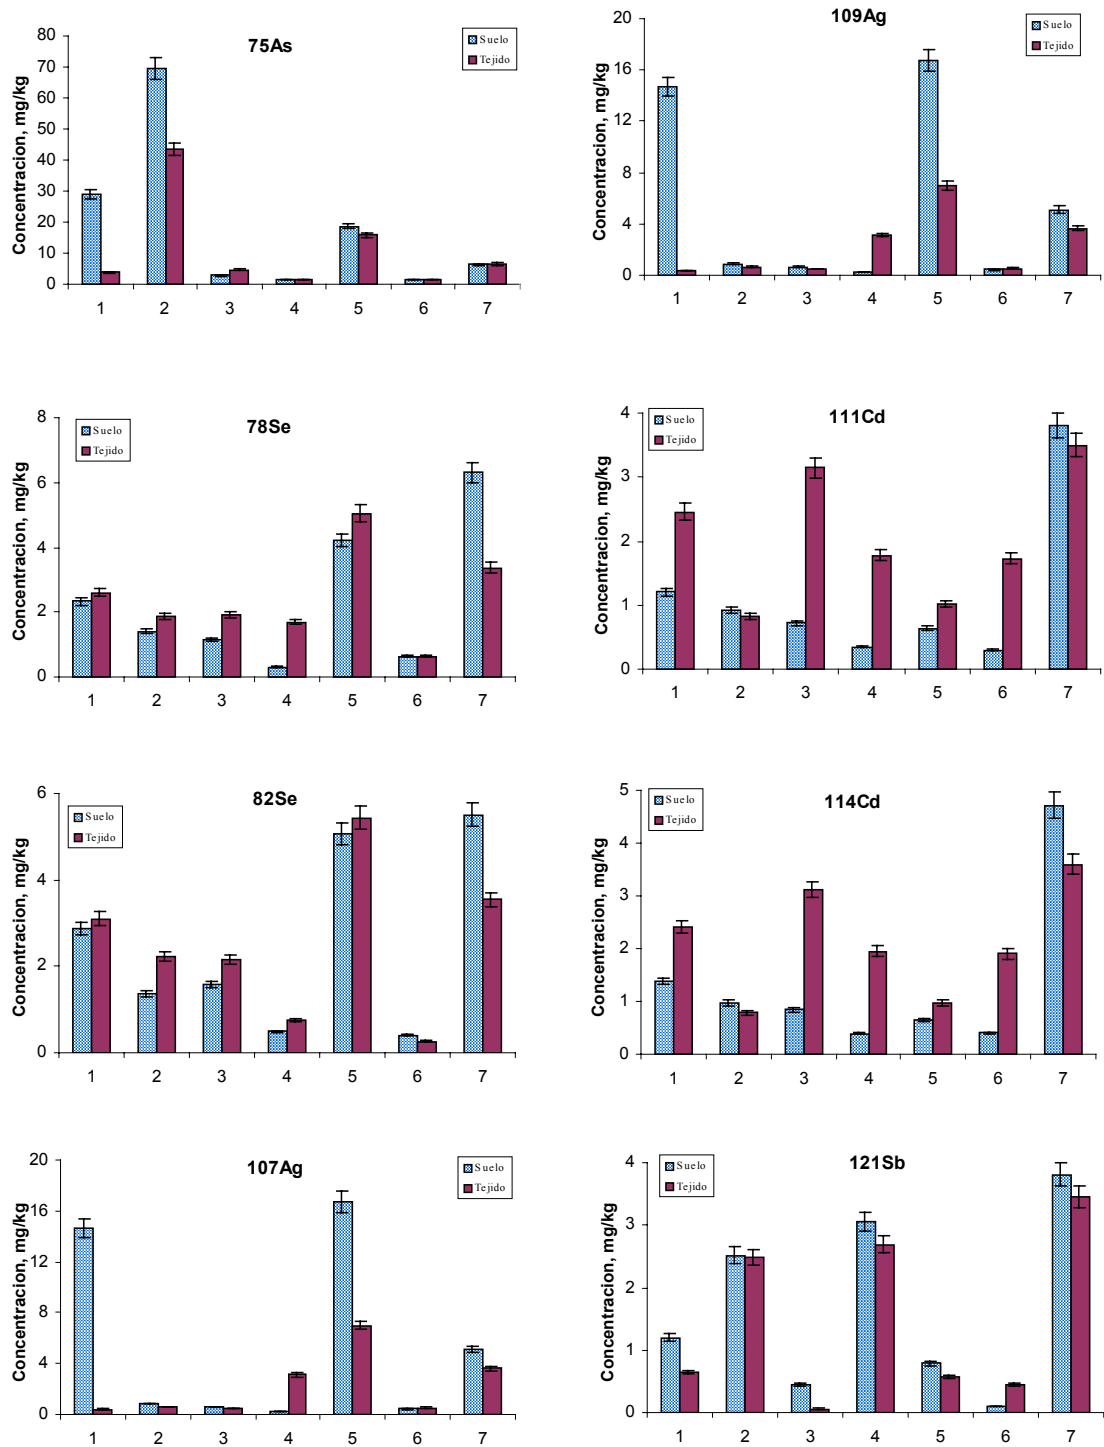 75As
Suelo
Tejido
Concentracion, mg/kg
80
70
60
50
40
30
20
10
0
1 2 3 4 5 6 7
109Ag
Suelo
Tejido
Concentracion, mg/kg
20
16
12
8
4
0
1 2 3 4 5 6 7
78Se
Suelo
Tejido
Concentracion, mg/kg
8
6
4
2
0
1 2 3 4 5 6 7
111Cd
Suelo
Tejido
Concentracion, mg/kg
4
3
2
1
0
1 2 3 4 5 6 7
82Se
Suelo
Tejido
Concentracion, mg/kg
6
4
2
0
1 2 3 4 5 6 7
114Cd
Suelo
Tejido
Concentracion, mg/kg
5
4
3
2
1
0
1 2 3 4 5 6 7
107Ag
Suelo
Tejido
Concentracion, mg/kg
20
16
12
8
4
0
1 2 3 4 5 6 7
121Sb
Suelo
Tejido
Concentracion, mg/kg
4
3
2
1
0
1 2 3 4 5 6 7